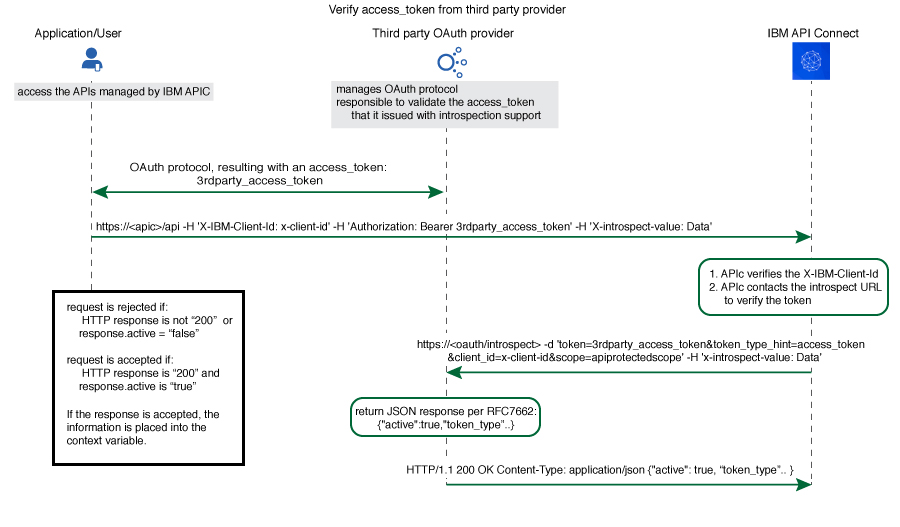 Verify access_token from third party provider
Application/User
Third party OAuth provider
IBM API Connect
access the APIs managed by IBM APIC
manages OAuth protocol
responsible to validate the access_token
that it issued with introspection support
OAuth protocol, resulting with an access_token:
3rdparty_access_token
https://<apic>/api -H 'X-IBM-Client-Id: x-client-id' -H 'Authorization: Bearer 3rdparty_access_token' -H 'X-introspect-value: Data'
1. APIc verifies the X-IBM-Client-Id
2. APIc contacts the introspect URL
to verify the token
request is rejected if:
HTTP response is not “200” or
response.active = “false”
request is accepted if:
HTTP response is “200” and
response.active is “true”
If the response is accepted, the
information is placed into the
context variable.
https://<oauth/introspect> -d 'token=3rdparty_access_token&token_type_hint=access_token
&client_id=x-client-id&scope=apiprotectedscope' -H 'x-introspect-value: Data'
return JSON response per RFC7662:
{"active":true,"token_type"..}
HTTP/1.1 200 OK Content-Type: application/json {"active": true, “token_type”.. }